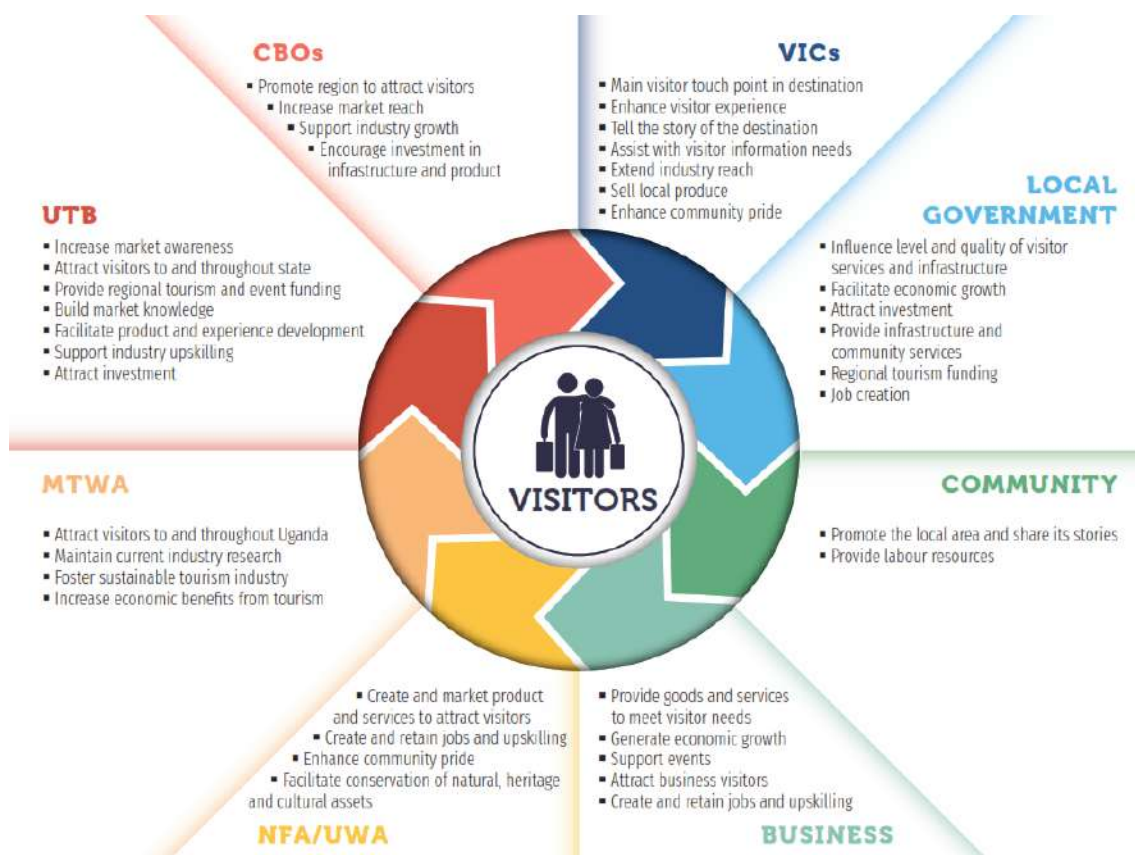 CBOs
▪ Promote region to attract visitors
▪ Increase market reach
▪ Support industry growth
▪ Encourage investment in
infrastructure and product
VICs
▪ Main visitor touch point in destination
▪ Enhance visitor experience
▪ Tell the story of the destination
▪ Assist with visitor information needs
▪ Extend industry reach
▪ Sell local produce
▪ Enhance community pride
LOCAL
GOVERNMENT
▪ Influence level and quality of visitor
services and infrastructure
▪ Facilitate economic growth
▪ Attract investment
▪ Provide infrastructure and
community services
▪ Regional tourism funding
▪ Job creation
COMMUNITY
▪ Promote the local area and share its stories
▪ Provide labour resources
▪ Provide goods and services
to meet visitor needs
▪ Generate economic growth
▪ Support events
▪ Attract business visitors
▪ Create and retain jobs and upskilling
BUSINESS
▪ Create and market product
and services to attract visitors
▪ Create and retain jobs and upskilling
▪ Enhance community pride
▪ Facilitate conservation of natural, heritage
and cultural assets
NFA/UWA
MTWA
▪ Attract visitors to and throughout Uganda
▪ Maintain current industry research
▪ Foster sustainable tourism industry
▪ Increase economic benefits from tourism
UTB
▪ Increase market awareness
▪ Attract visitors to and throughout state
▪ Provide regional tourism and event funding
▪ Build market knowledge
▪ Facilitate product and experience development
▪ Support industry upskilling
▪ Attract investment
VISITORS